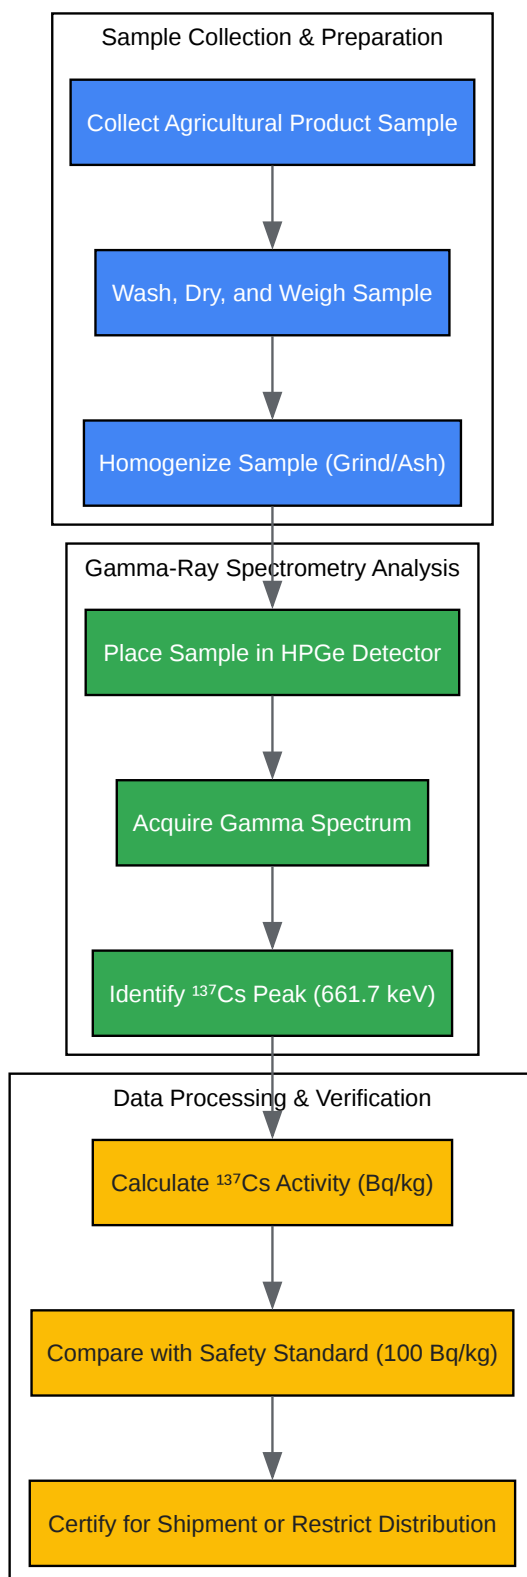 Sample Collection & Preparation
Collect Agricultural Product Sample
Wash, Dry, and Weigh Sample
Homogenize Sample (Grind/Ash)
Gamma-Ray Spectrometry Analysis
Place Sample in HPGe Detector
Acquire Gamma Spectrum
Identify ¹³⁷Cs Peak (661.7 keV)
Data Processing & Verification
Calculate ¹³⁷Cs Activity (Bq/kg)
Compare with Safety Standard (100 Bq/kg)
Certify for Shipment or Restrict Distribution